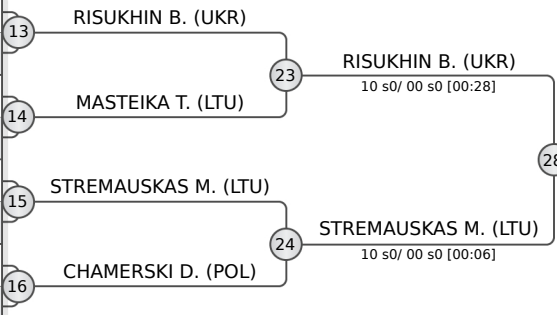 RISUKHIN B. (UKR)
13
23
RISUKHIN B. (UKR)
10 s0/ 00 s0 [00:28]
MASTEIKA T. (LTU)
14
28
STREMAUSKAS M. (LTU)
15
24
STREMAUSKAS M. (LTU)
10 s0/ 00 s0 [00:06]
CHAMERSKI D. (POL)
16